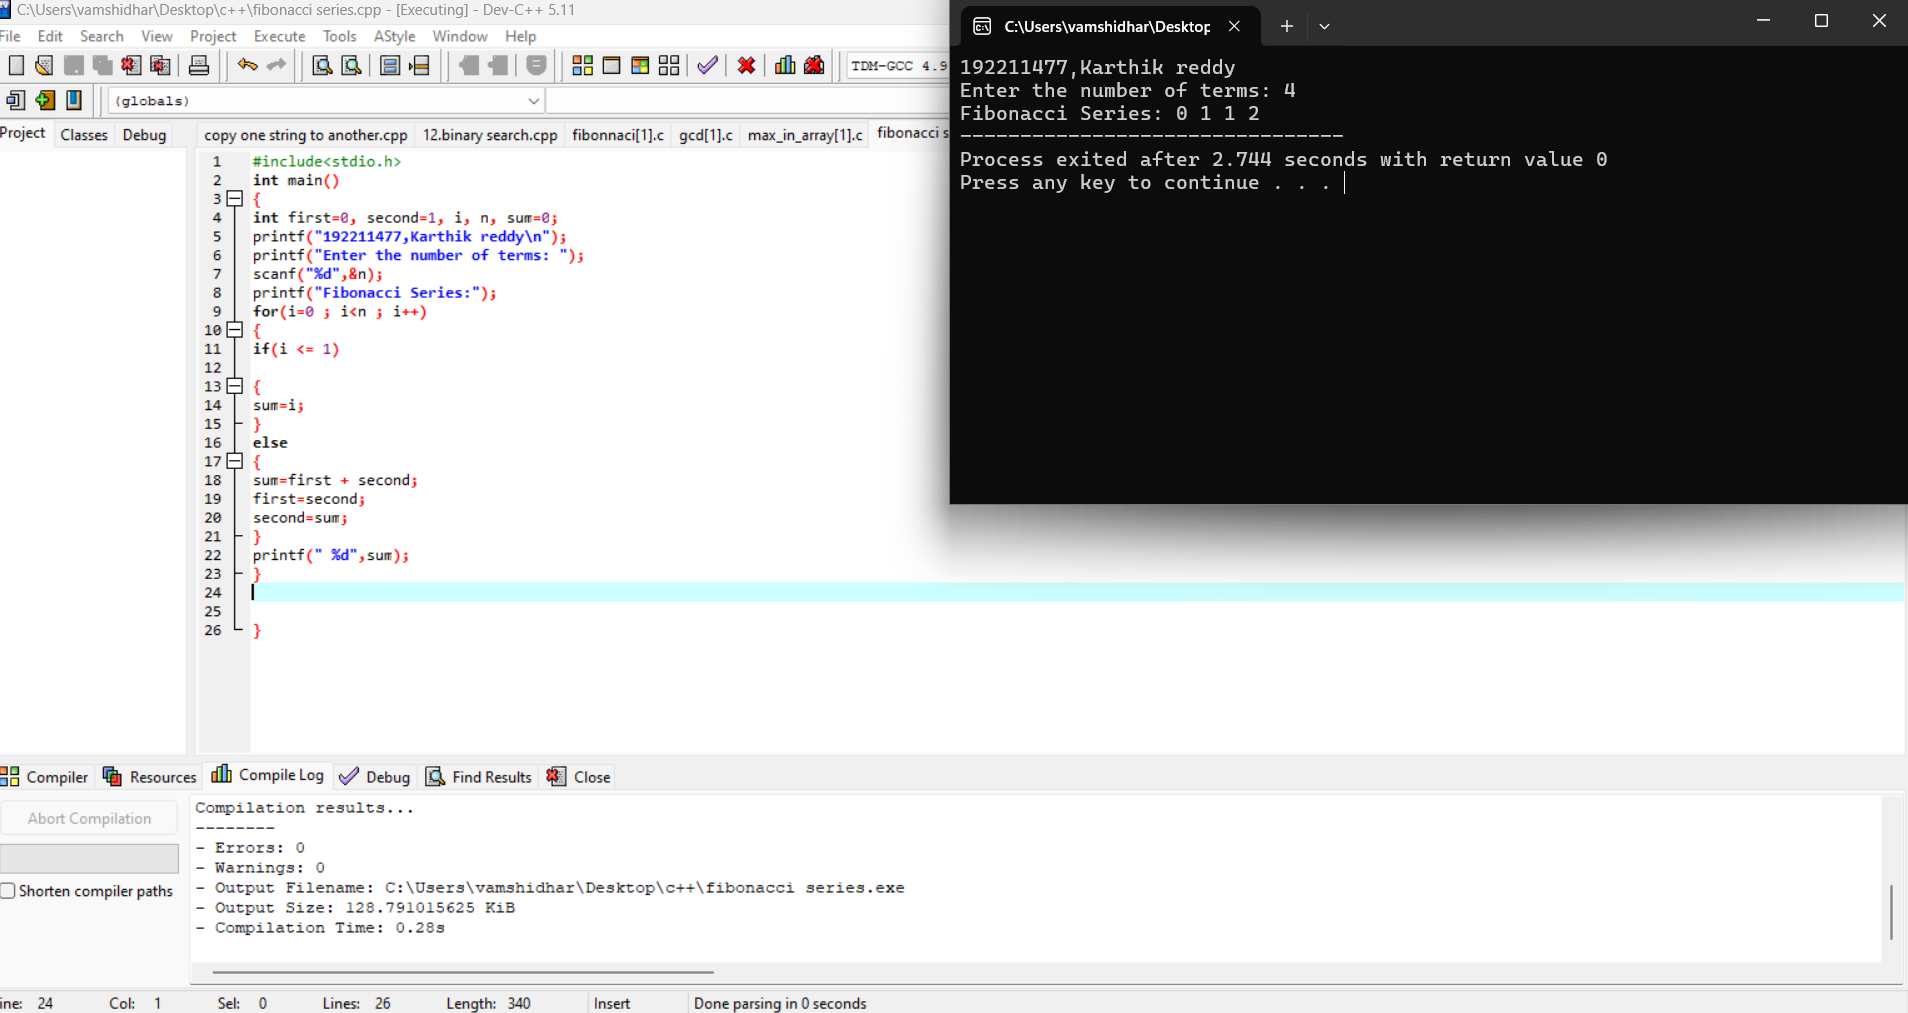 C:\Users\vamshidhar\Desktop\c++\fibonacci series.cpp - [Executing] - Dev-C++ 5.11
File Edit Search View Project Execute Tools AStyle Window Help
TDM-GCC 4.9
(globals)
Project Classes Debug
copy one string to another.cpp 12.binary search.cpp fibonnaci[1].c gcd[1].c max_in_array[1].c fibonacci s
1 #include<stdio.h>
2 int main()
3 {
4 int first=0, second=1, i, n, sum=0;
5 printf("192211477,Karthik reddy\n");
6 printf("Enter the number of terms: ");
7 scanf("%d",&n);
8 printf("Fibonacci Series:");
9 for(i=0 ; i<n ; i++)
10 {
11 if(i <= 1)
12
13 {
14 sum=i;
15 }
16 else
17 {
18 sum=first + second;
19 first=second;
20 second=sum;
21 }
22 printf(" %d",sum);
23 }
24
25
26 }
C:\Users\vamshidhar\Desktop
192211477,Karthik reddy
Enter the number of terms: 4
Fibonacci Series: 0 1 1 2
--------------------------------
Process exited after 2.744 seconds with return value 0
Press any key to continue . . .
Compiler Resources Compile Log Debug Find Results Close
Abort Compilation
Shorten compiler paths
Compilation results...
--------
- Errors: 0
- Warnings: 0
- Output Filename: C:\Users\vamshidhar\Desktop\c++\fibonacci series.exe
- Output Size: 128.791015625 KiB
- Compilation Time: 0.28s
ine: 24 Col: 1 Sel: 0 Lines: 26 Length: 340 Insert Done parsing in 0 seconds